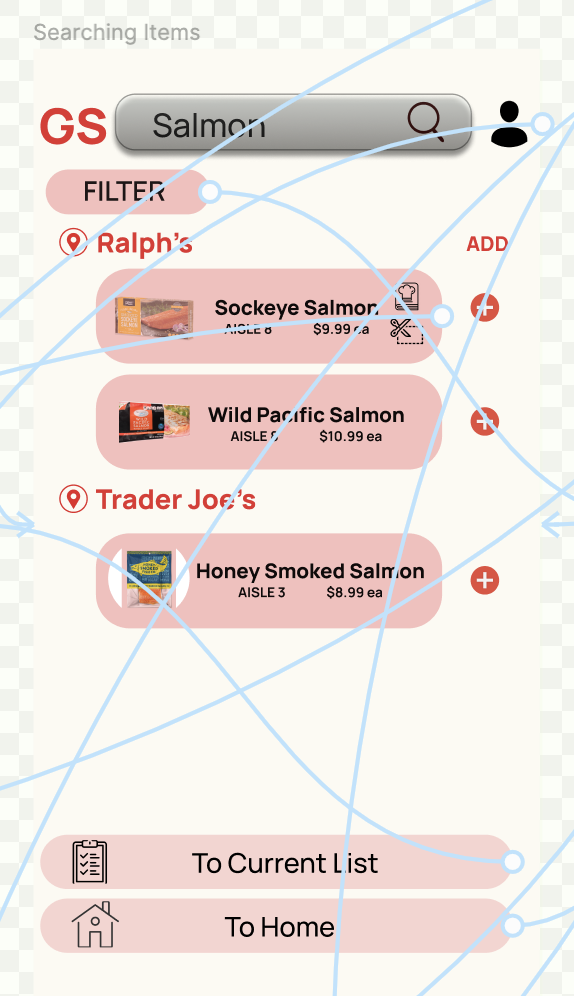 Searching Items
GS Salmon
FILTER
Ralph's
ADD
Sockeye Salmon
AISLE 8 $9.99 ea
Wild Pacific Salmon
AISLE 8 $10.99 ea
Trader Joe's
Honey Smoked Salmon
AISLE 3 $8.99 ea
To Current List
To Home